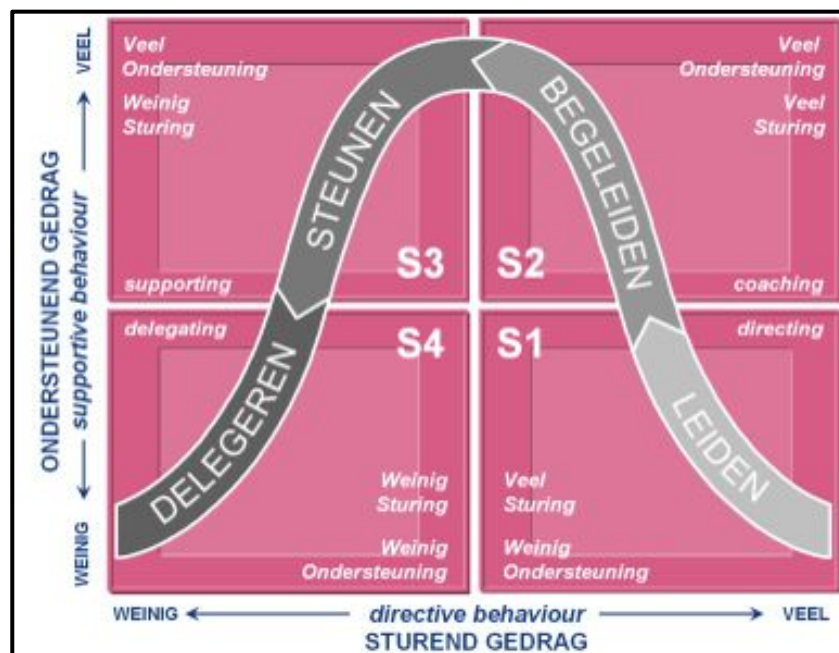 VEEL
ONDERSTEUNEND GEDRAG
supportive behaviour
WEINIG
Veel
Ondersteuning
Weinig
Sturing
STEUNEN
S3
supporting
Veel
Ondersteuning
Veel
Sturing
BEGELEIDEN
S2
coaching
delegating
S4
DELEGEREN
Weinig
Sturing
Weinig
Ondersteuning
directing
S1
LEIDEN
Veel
Sturing
Weinig
Ondersteuning
WEINIG
directive behaviour
VEEL
STUREND GEDRAG